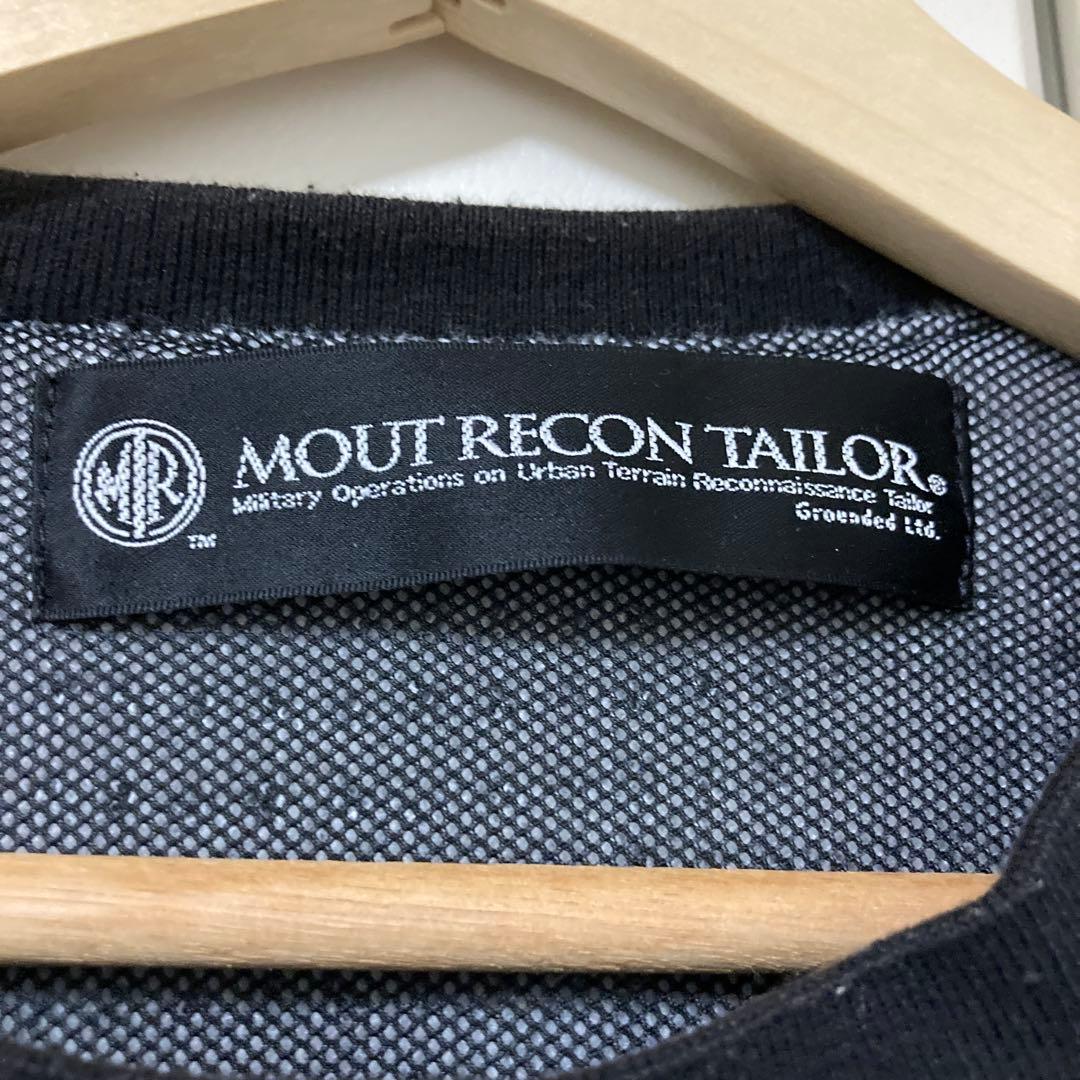 MR
TM
MOUT RECON TAILOR®
Military Operations on Urban Terrain Reconnaissance Tailor
Grounded Ltd.